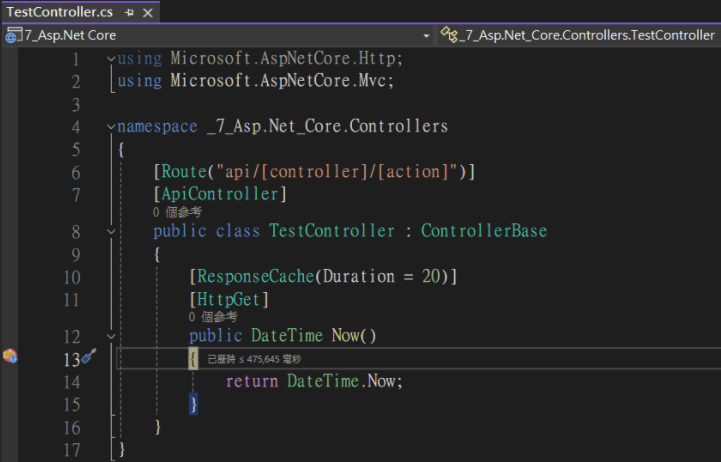 TestController.cs
7_Asp.Net Core
_7_Asp.Net_Core.Controllers.TestController
1 using Microsoft.AspNetCore.Http;
2 using Microsoft.AspNetCore.Mvc;
3
4 namespace _7_Asp.Net_Core.Controllers
5 {
6 [Route("api/[controller]/[action]")]
7 [ApiController]
0 個參考
8 public class TestController : ControllerBase
9 {
10 [ResponseCache(Duration = 20)]
11 [HttpGet]
0 個參考
12 public DateTime Now()
13 { 已歷時 ≤ 475,645 毫秒
14 return DateTime.Now;
15 }
16 }
17 }